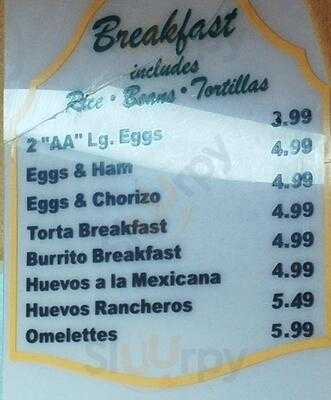 Breakfast
includes
Rice • Beans • Tortillas
2 "AA" Lg. Eggs 3.99
Eggs & Ham 4.99
Eggs & Chorizo 4.99
Torta Breakfast 4.99
Burrito Breakfast 4.99
Huevos a la Mexicana 4.99
Huevos Rancheros 5.49
Omelettes 5.99
sluurpy